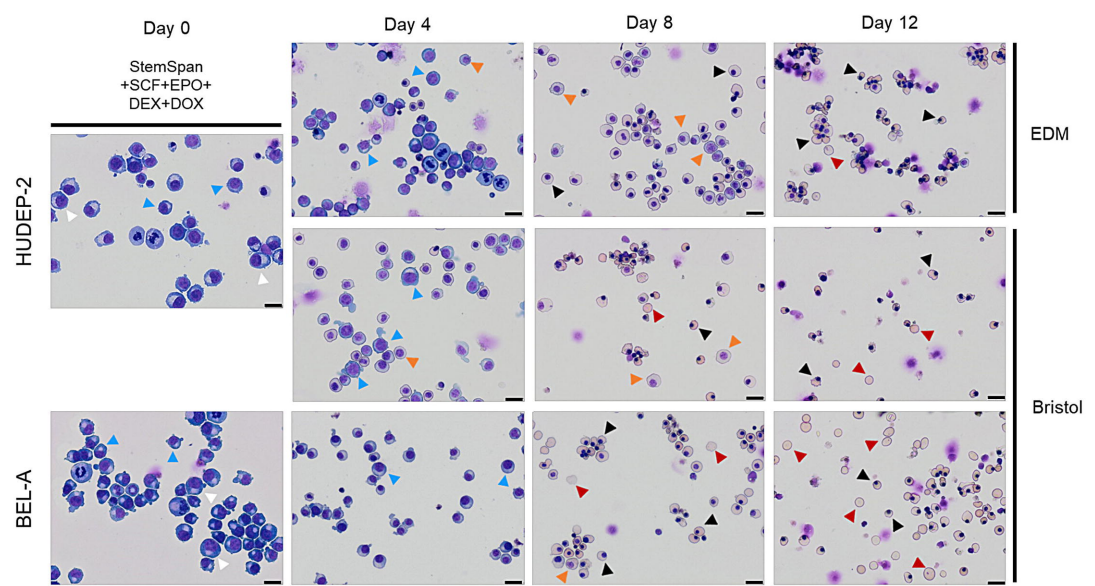 Day 0
Day 4
Day 8
Day 12
StemSpan
+SCF+EPO+
DEX+DOX
HUDEP-2
EDM
Bristol
BEL-A